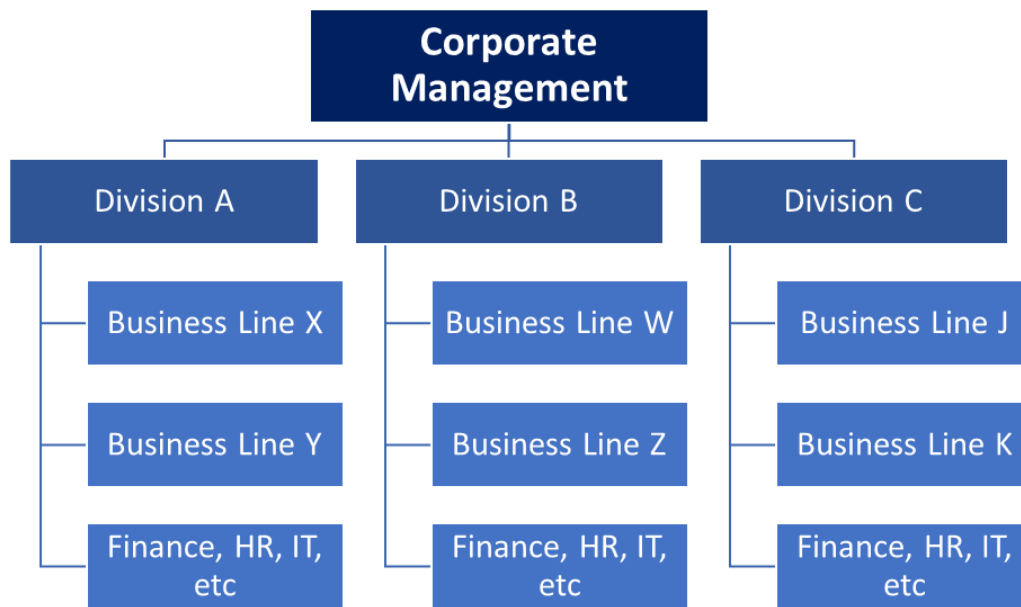 Corporate
Management
Division A
Division B
Division C
Business Line X
Business Line W
Business Line J
Business Line Y
Business Line Z
Business Line K
Finance, HR, IT,
etc
Finance, HR, IT,
etc
Finance, HR, IT,
etc